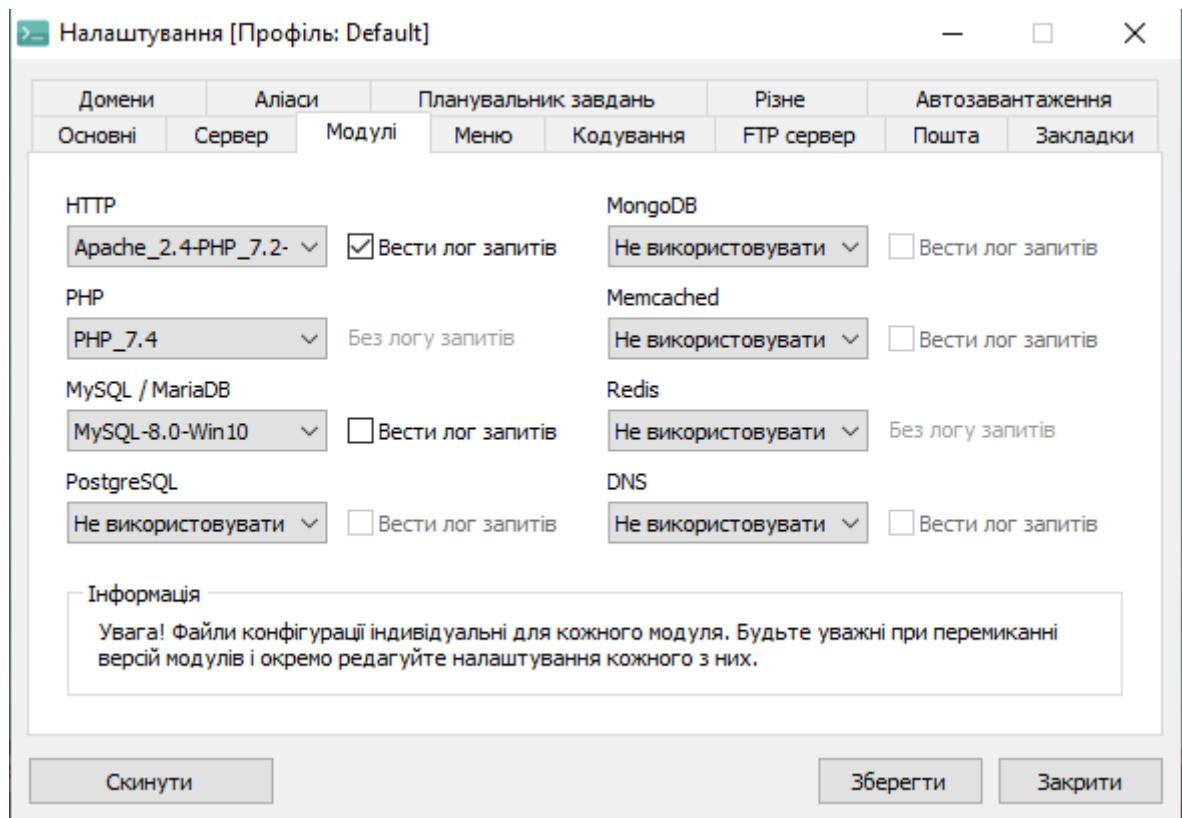 Налаштування [Профіль: Default]
Домени Аліаси Планувальник завдань Різне Автозавантаження
Основні Сервер Модулі Меню Кодування FTP сервер Пошта Закладки
HTTP MongoDB
Apache_2.4-PHP_7.2- Вести лог запитів Не використовувати Вести лог запитів
PHP Memcached
PHP_7.4 Без логу запитів Не використовувати Вести лог запитів
MySQL / MariaDB Redis
MySQL-8.0-Win10 Вести лог запитів Не використовувати Без логу запитів
PostgreSQL DNS
Не використовувати Вести лог запитів Не використовувати Вести лог запитів
Інформація
Увага! Файли конфігурації індивідуальні для кожного модуля. Будьте уважні при перемиканні
версій модулів і окремо редагуйте налаштування кожного з них.
Скинути Зберегти Закрити